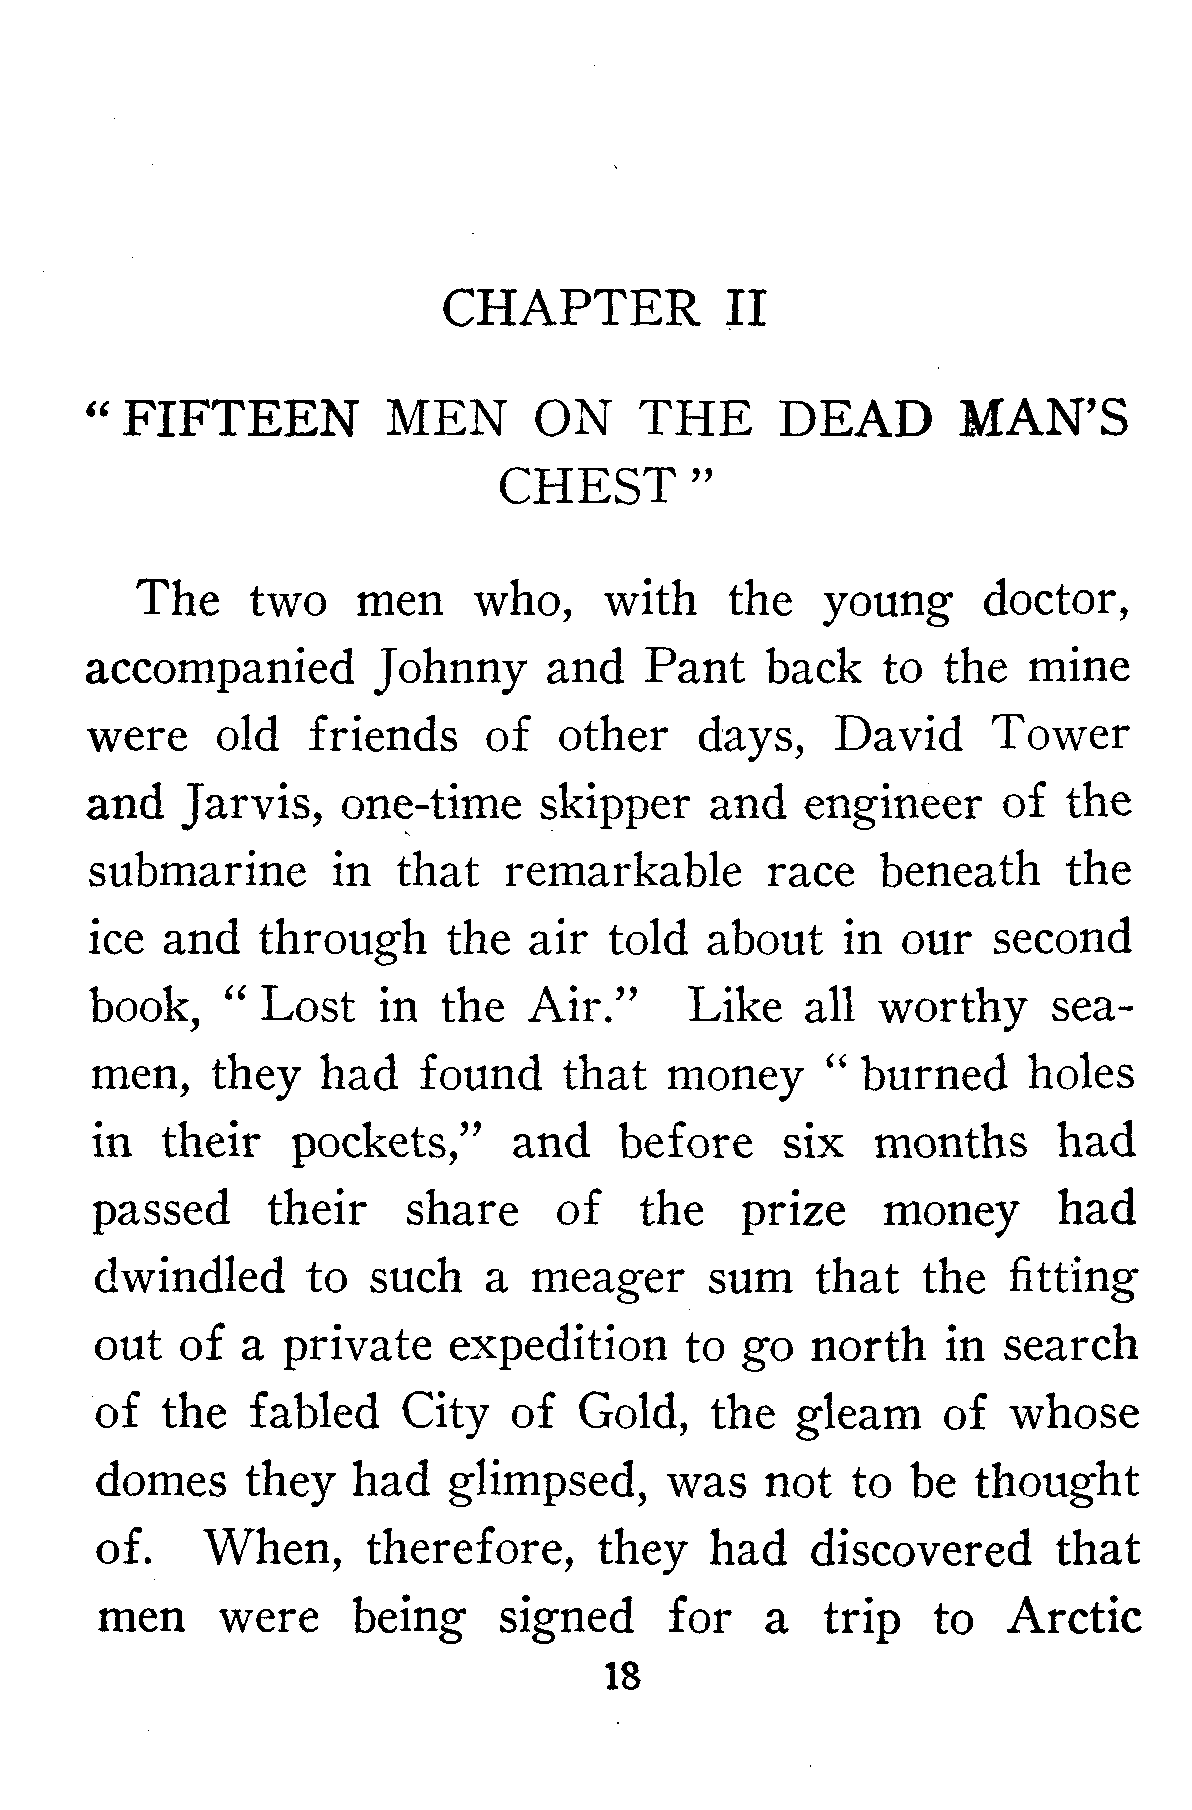 CHAPTER II
“ FIFTEEN MEN ON THE DEAD MAN’S
CHEST ”
The two men who, with the young doctor,
accompanied Johnny and Pant back to the mine
were old friends of other days, David Tower
and Jarvis, one-time skipper and engineer of the
submarine in that remarkable race beneath the
ice and through the air told about in our second
book, “ Lost in the Air.” Like all worthy sea-
men, they had found that money “ burned holes
in their pockets,” and before six months had
passed their share of the prize money had
dwindled to such a meager sum that the fitting
out of a private expedition to go north in search
of the fabled City of Gold, the gleam of whose
domes they had glimpsed, was not to be thought
of. When, therefore, they had discovered that
men were being signed for a trip to Arctic
18